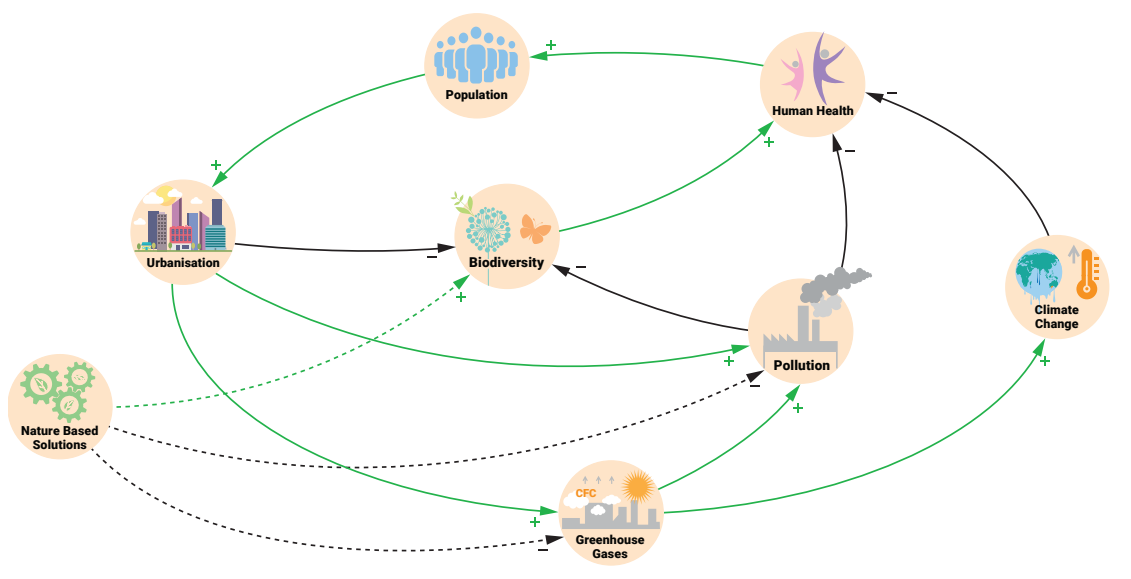 +
Population
Human Health
−
+
+
−
Urbanisation
Biodiversity
−
−
+
Climate
Change
Pollution
+
−
+
+
Nature Based
Solutions
CFC
+
−
Greenhouse
Gases